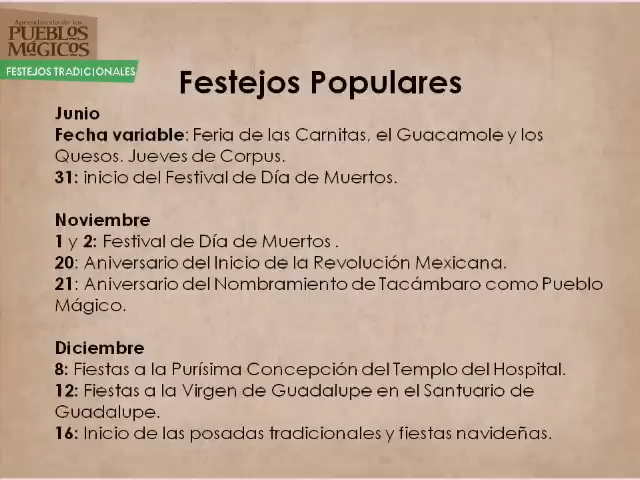 Aprendiendo de los
PUEBLOS
MÁGICOS
FESTEJOS TRADICIONALES
Festejos Populares
Junio
Fecha variable: Feria de las Carnitas, el Guacamole y los
Quesos. Jueves de Corpus.
31: inicio del Festival de Día de Muertos.
Noviembre
1 y 2: Festival de Día de Muertos .
20: Aniversario del Inicio de la Revolución Mexicana.
21: Aniversario del Nombramiento de Tacámbaro como Pueblo
Mágico.
Diciembre
8: Fiestas a la Purísima Concepción del Templo del Hospital.
12: Fiestas a la Virgen de Guadalupe en el Santuario de
Guadalupe.
16: Inicio de las posadas tradicionales y fiestas navideñas.